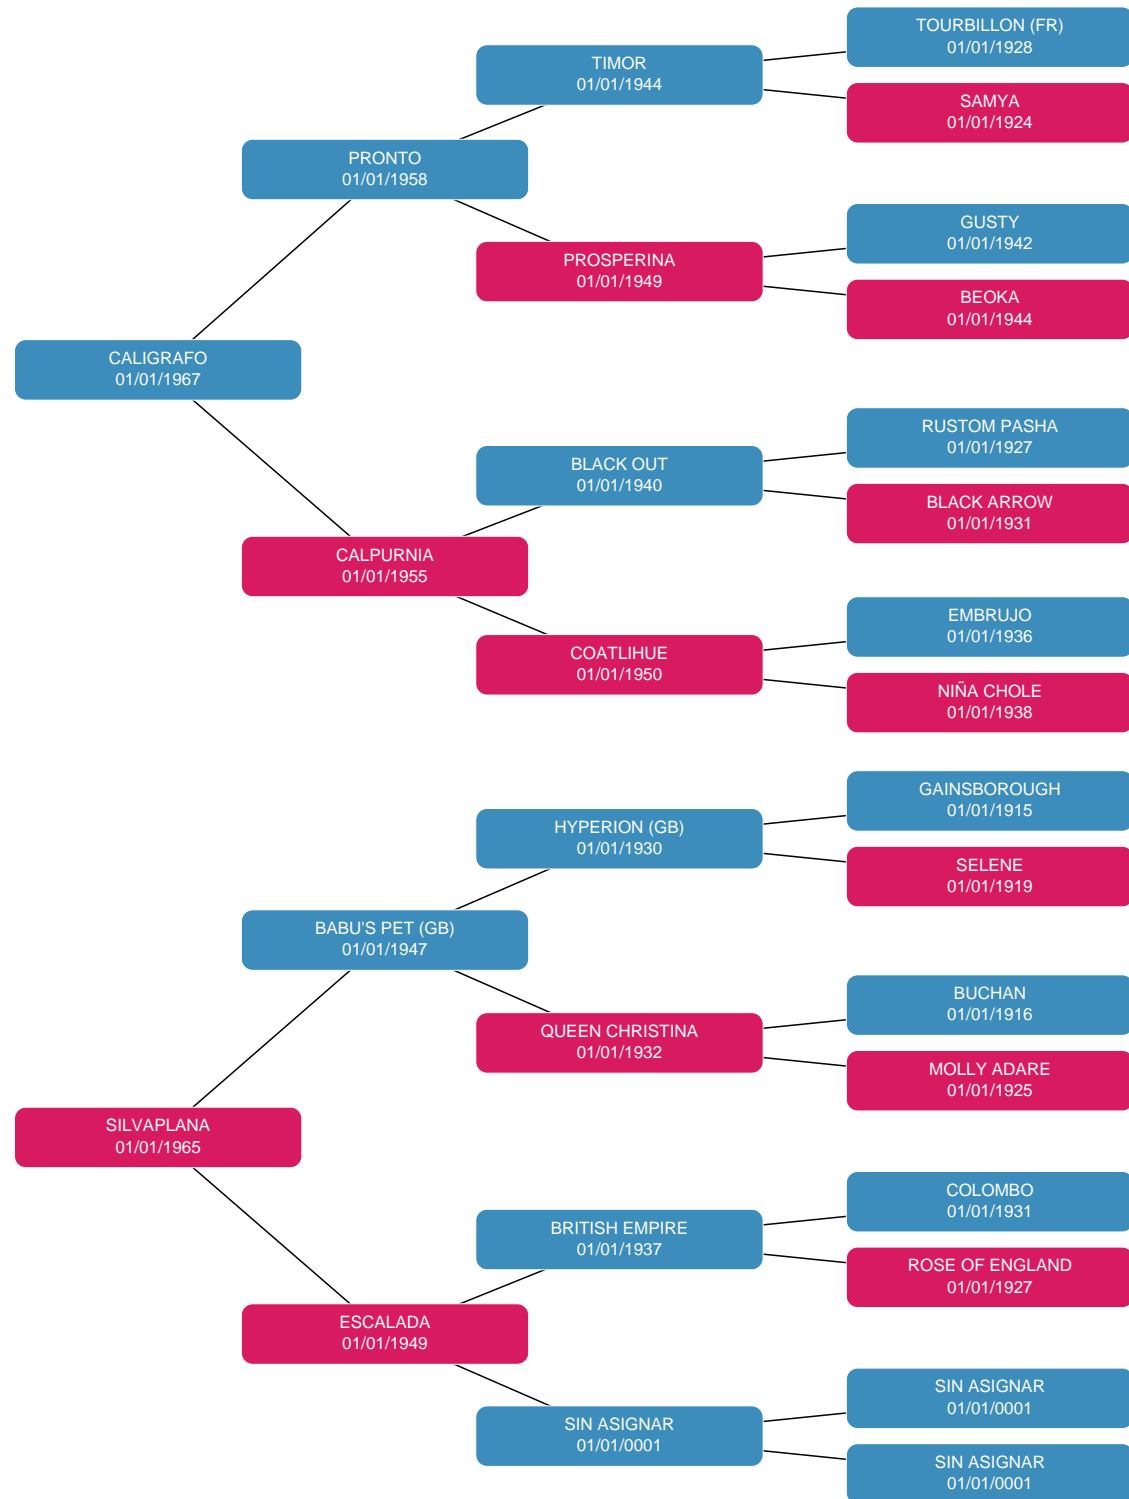 TOURBILLON (FR)
01/01/1928
TIMOR
01/01/1944
SAMYA
01/01/1924
PRONTO
01/01/1958
GUSTY
01/01/1942
PROSPERINA
01/01/1949
BEOKA
01/01/1944
CALIGRAFO
01/01/1967
RUSTOM PASHA
01/01/1927
BLACK OUT
01/01/1940
BLACK ARROW
01/01/1931
CALPURNIA
01/01/1955
EMBRUJO
01/01/1936
COATLIHUE
01/01/1950
NIÑA CHOLE
01/01/1938
GAINSBOROUGH
01/01/1915
HYPERION (GB)
01/01/1930
SELENE
01/01/1919
BABU'S PET (GB)
01/01/1947
BUCHAN
01/01/1916
QUEEN CHRISTINA
01/01/1932
MOLLY ADARE
01/01/1925
SILVAPLANA
01/01/1965
COLOMBO
01/01/1931
BRITISH EMPIRE
01/01/1937
ROSE OF ENGLAND
01/01/1927
ESCALADA
01/01/1949
SIN ASIGNAR
01/01/0001
SIN ASIGNAR
01/01/0001
SIN ASIGNAR
01/01/0001